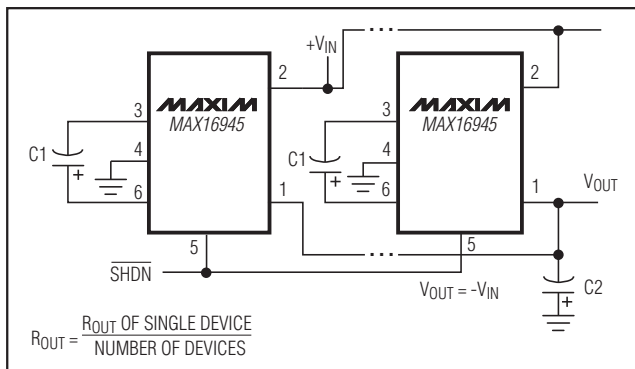 +VIN
MAXIM
MAX16945
2
3
4
6
1
5
C1
MAXIM
MAX16945
2
3
4
6
1
5
C1
VOUT
SHDN
VOUT = -VIN
C2
+
+
+
ROUT = ROUT OF SINGLE DEVICE
NUMBER OF DEVICES